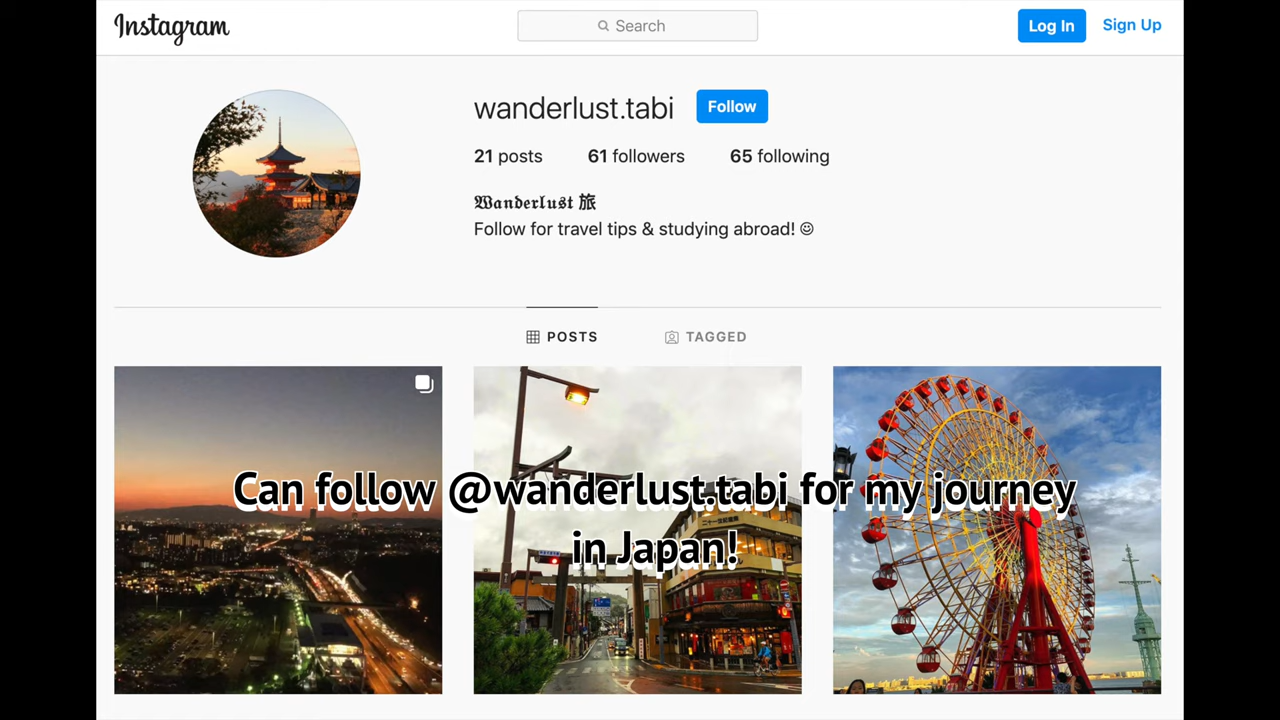 Instagram
Search
Log In
Sign Up
wanderlust.tabi
Follow
21 posts
61 followers
65 following
𝖂𝖆𝖓𝖉𝖊𝖗𝖑𝖚𝖘𝖙 旅
Follow for travel tips & studying abroad! ☺
POSTS
TAGGED
Can follow @wanderlust.tabi for my journey
in Japan!